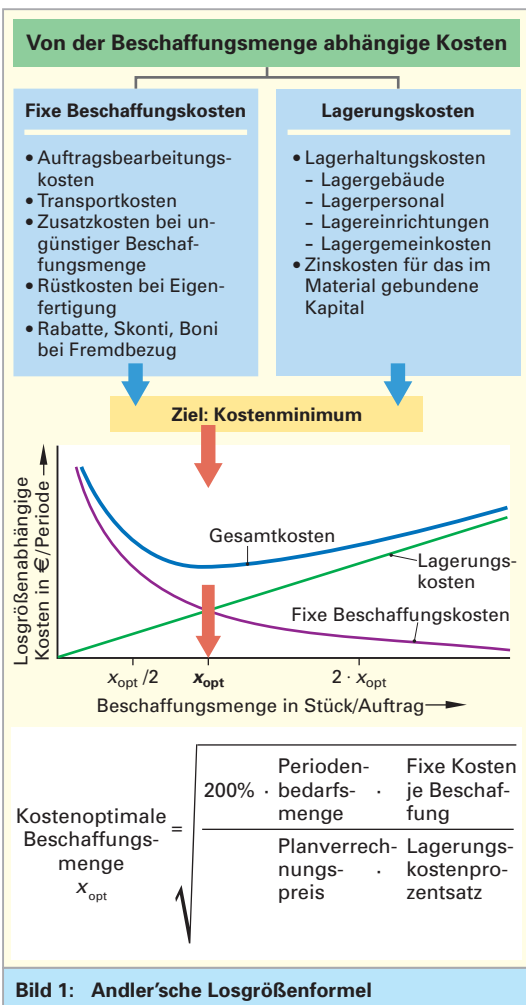 Von der Beschaffungsmenge abhängige Kosten
Fixe Beschaffungskosten
• Auftragsbearbeitungs-
kosten
• Transportkosten
• Zusatzkosten bei un-
günstiger Beschaf-
fungsmenge
• Rüstkosten bei Eigen-
fertigung
• Rabatte, Skonti, Boni
bei Fremdbezug
Lagerungskosten
• Lagerhaltungskosten
– Lagergebäude
– Lagerpersonal
– Lagereinrichtungen
– Lagergemeinkosten
• Zinskosten für das im
Material gebundene
Kapital
Ziel: Kostenminimum
Losgrößenabhängige
Kosten in €/Periode
Gesamtkosten
Lagerungs-
kosten
Fixe Beschaffungskosten
x_opt /2
x_opt
2 · x_opt
Beschaffungsmenge in Stück/Auftrag
Kostenoptimale
Beschaffungs-
menge
x_opt
=
200% · Perioden-
bedarfs-
menge
· Fixe Kosten
je Beschaf-
fung
Planverrech-
nungs-
preis
· Lagerungs-
kostenpro-
zentsatz
Bild 1: Andler'sche Losgrößenformel